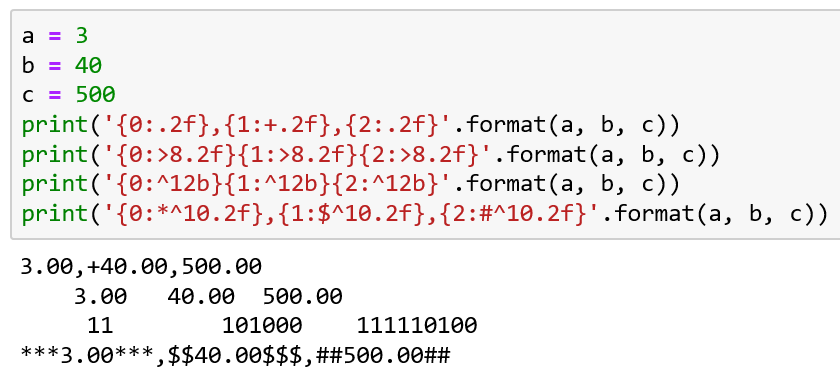 a = 3
b = 40
c = 500
print('{0:.2f},{1:+.2f},{2:.2f}'.format(a, b, c))
print('{0:>8.2f}{1:>8.2f}{2:>8.2f}'.format(a, b, c))
print('{0:^12b}{1:^12b}{2:^12b}'.format(a, b, c))
print('{0:*^10.2f},{1:$^10.2f},{2:#^10.2f}'.format(a, b, c))
3.00,+40.00,500.00
    3.00   40.00  500.00
     11        101000    111110100
***3.00***,$$40.00$$$,##500.00##